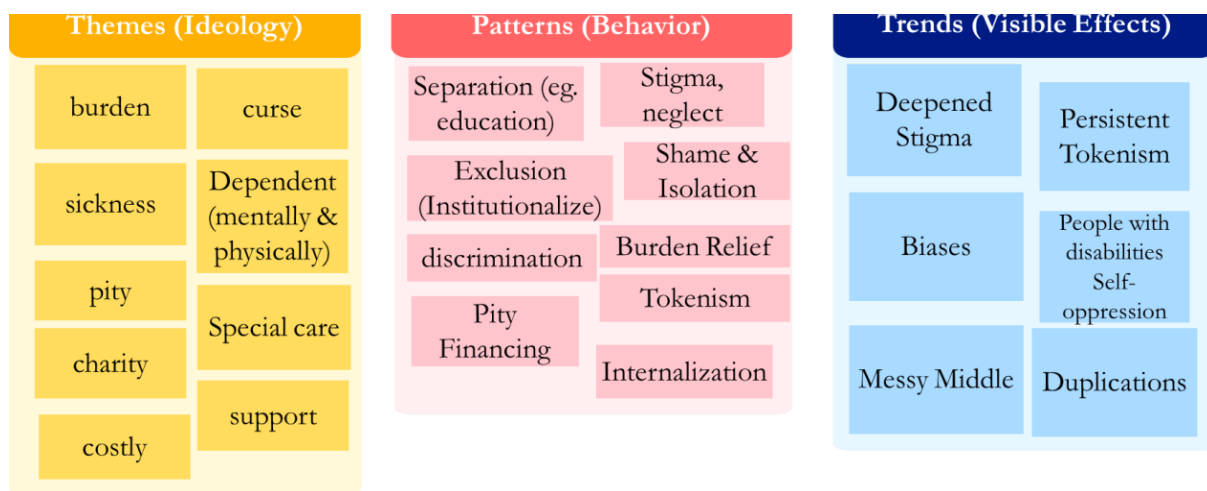 Themes (Ideology)
burden
curse
sickness
Dependent
(mentally &
physically)
pity
Special care
charity
support
costly
Patterns (Behavior)
Separation (eg.
education)
Stigma,
neglect
Exclusion
(Institutionalize)
Shame &
Isolation
discrimination
Burden Relief
Tokenism
Pity
Financing
Internalization
Trends (Visible Effects)
Deepened
Stigma
Persistent
Tokenism
Biases
People with
disabilities
Self-
oppression
Messy Middle
Duplications